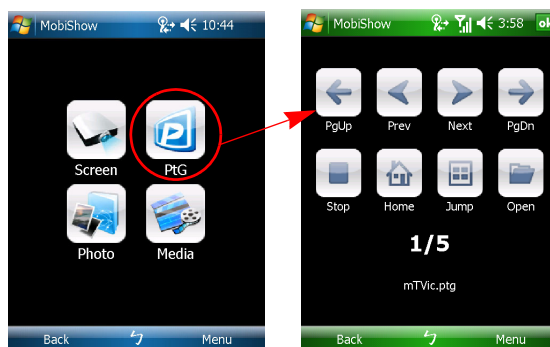 MobiShow 10:44
Screen PtG
Photo Media
Back Menu
MobiShow 3:58 ok
PgUp Prev Next PgDn
Stop Home Jump Open
1/5
mTVic.ptg
Back Menu